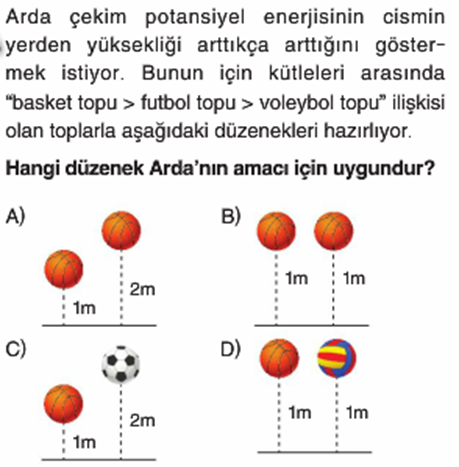 Arda çekim potansiyel enerjisinin cismin
yerden yüksekliği arttıkça arttığını göster-
mek istiyor. Bunun için kütleleri arasında
“basket topu > futbol topu > voleybol topu” ilişkisi
olan toplarla aşağıdaki düzenekleri hazırlıyor.
Hangi düzenek Arda’nın amacı için uygundur?
A)
1m
2m
B)
1m
1m
C)
1m
2m
D)
1m
1m